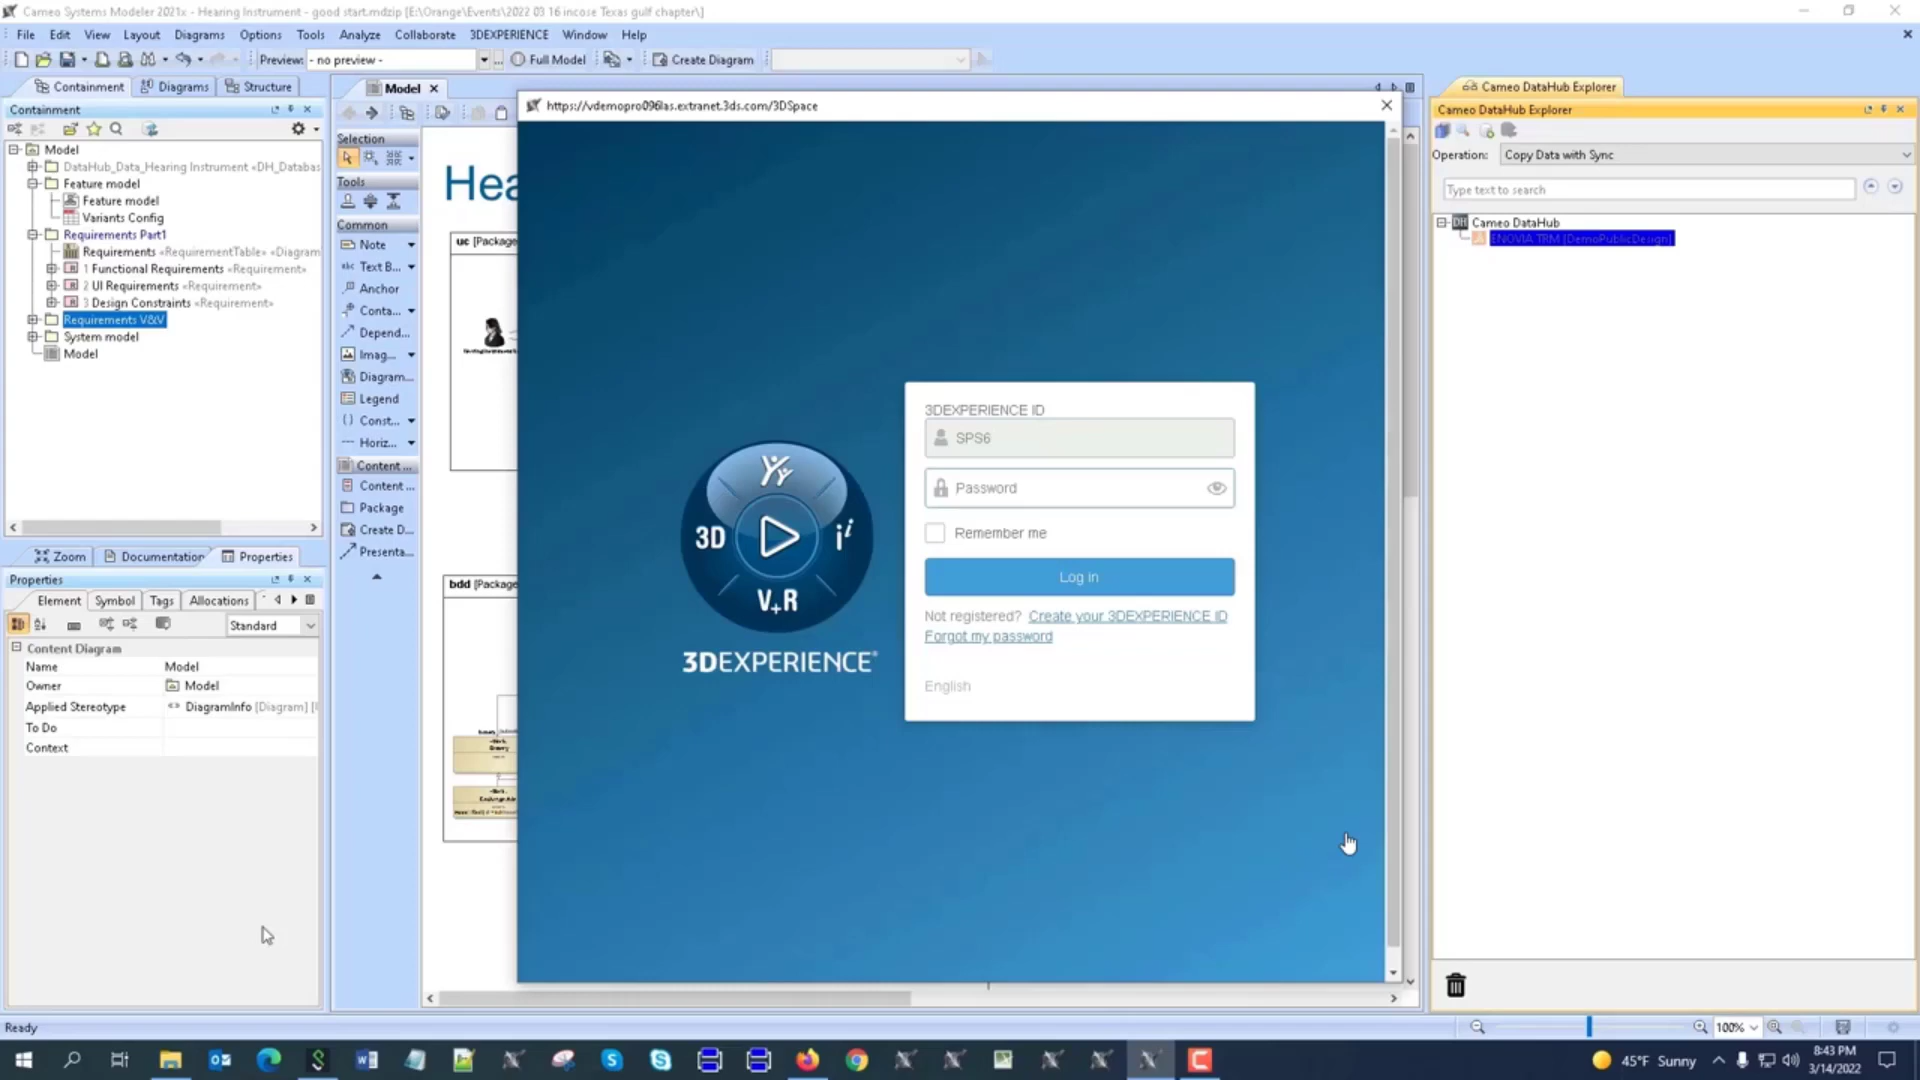 Cameo Systems Modeler 2021x - Hearing Instrument - good start.mdzip [E:\Orange\Events\2022 03 16 incose Texas gulf chapter\]
File Edit View Layout Diagrams Options Tools Analyze Collaborate 3DEXPERIENCE Window Help
Preview: - no preview - ... Full Model Create Diagram
Containment Diagrams Structure
Containment
Model
DataHub_Data_Hearing Instrument «DH_Databas
Feature model
Feature model
Variants Config
Requirements Part1
Requirements «RequirementTable» «Diagram
1 Functional Requirements «Requirement»
2 UI Requirements «Requirement»
3 Design Constraints «Requirement»
Requirements V&V
System model
Model
Zoom Documentation Properties
Properties
Element Symbol Tags Allocations
Standard
Content Diagram
Name Model
Owner Model
Applied Stereotype «» DiagramInfo [Diagram] [
To Do
Context
Model
Selection
Tools
Common
Note
abc Text B...
Anchor
Conta...
Depend...
Imag...
Diagram...
Legend
{} Const...
Horiz...
Content ...
Content ...
Package
Create D...
Presenta...
Hea
uc [Package
bdd [Package
https://vdemopro096las.extranet.3ds.com/3DSpace
3D V+R
3DEXPERIENCE®
3DEXPERIENCE ID
SPS6
Password
Remember me
Log in
Not registered? Create your 3DEXPERIENCE ID
Forgot my password
English
Cameo DataHub Explorer
Cameo DataHub Explorer
Operation: Copy Data with Sync
Type text to search
DH Cameo DataHub
ENOVIA TRM [DemoPublicDesign]
Ready
100%
45°F Sunny
8:43 PM
3/14/2022